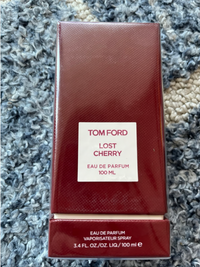 TOM FORD
LOST
CHERRY
EAU DE PARFUM
100 ML
EAU DE PARFUM
VAPORISATEUR SPRAY
3.4 FL.OZ./OZ. LIQ/100 ml ℮